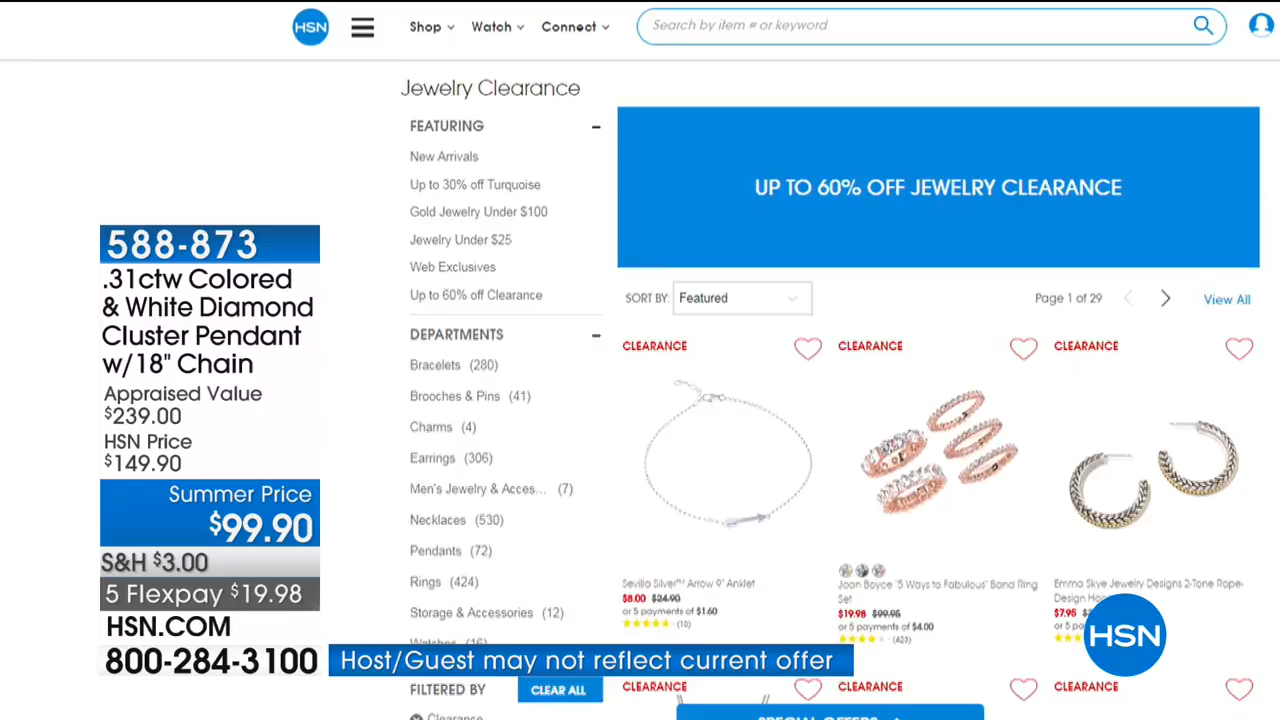 HSN
Shop
Watch
Connect
Search by item # or keyword
Jewelry Clearance
FEATURING
New Arrivals
Up to 30% off Turquoise
Gold Jewelry Under $100
Jewelry Under $25
Web Exclusives
Up to 60% off Clearance
DEPARTMENTS
Bracelets (280)
Brooches & Pins (41)
Charms (4)
Earrings (306)
Men's Jewelry & Acces... (7)
Necklaces (530)
Pendants (72)
Rings (424)
Storage & Accessories (12)
Watches (16)
FILTERED BY
CLEAR ALL
Clearance
UP TO 60% OFF JEWELRY CLEARANCE
SORT BY: Featured
Page 1 of 29
View All
CLEARANCE
Sevilla Silver™ Arrow 9" Anklet
$8.00 $24.90
or 5 payments of $1.60
(10)
CLEARANCE
Joan Boyce "5 Ways to Fabulous" Band Ring
Set
$19.98 $99.95
or 5 payments of $4.00
(423)
CLEARANCE
Emma Skye Jewelry Designs 2-Tone Rope-
Design
$7.95
or 5
CLEARANCE
CLEARANCE
CLEARANCE
SPECIAL OFFERS
588-873
.31ctw Colored
& White Diamond
Cluster Pendant
w/18" Chain
Appraised Value
$239.00
HSN Price
$149.90
Summer Price
$99.90
S&H $3.00
5 Flexpay $19.98
HSN.COM
800-284-3100
Host/Guest may not reflect current offer
HSN